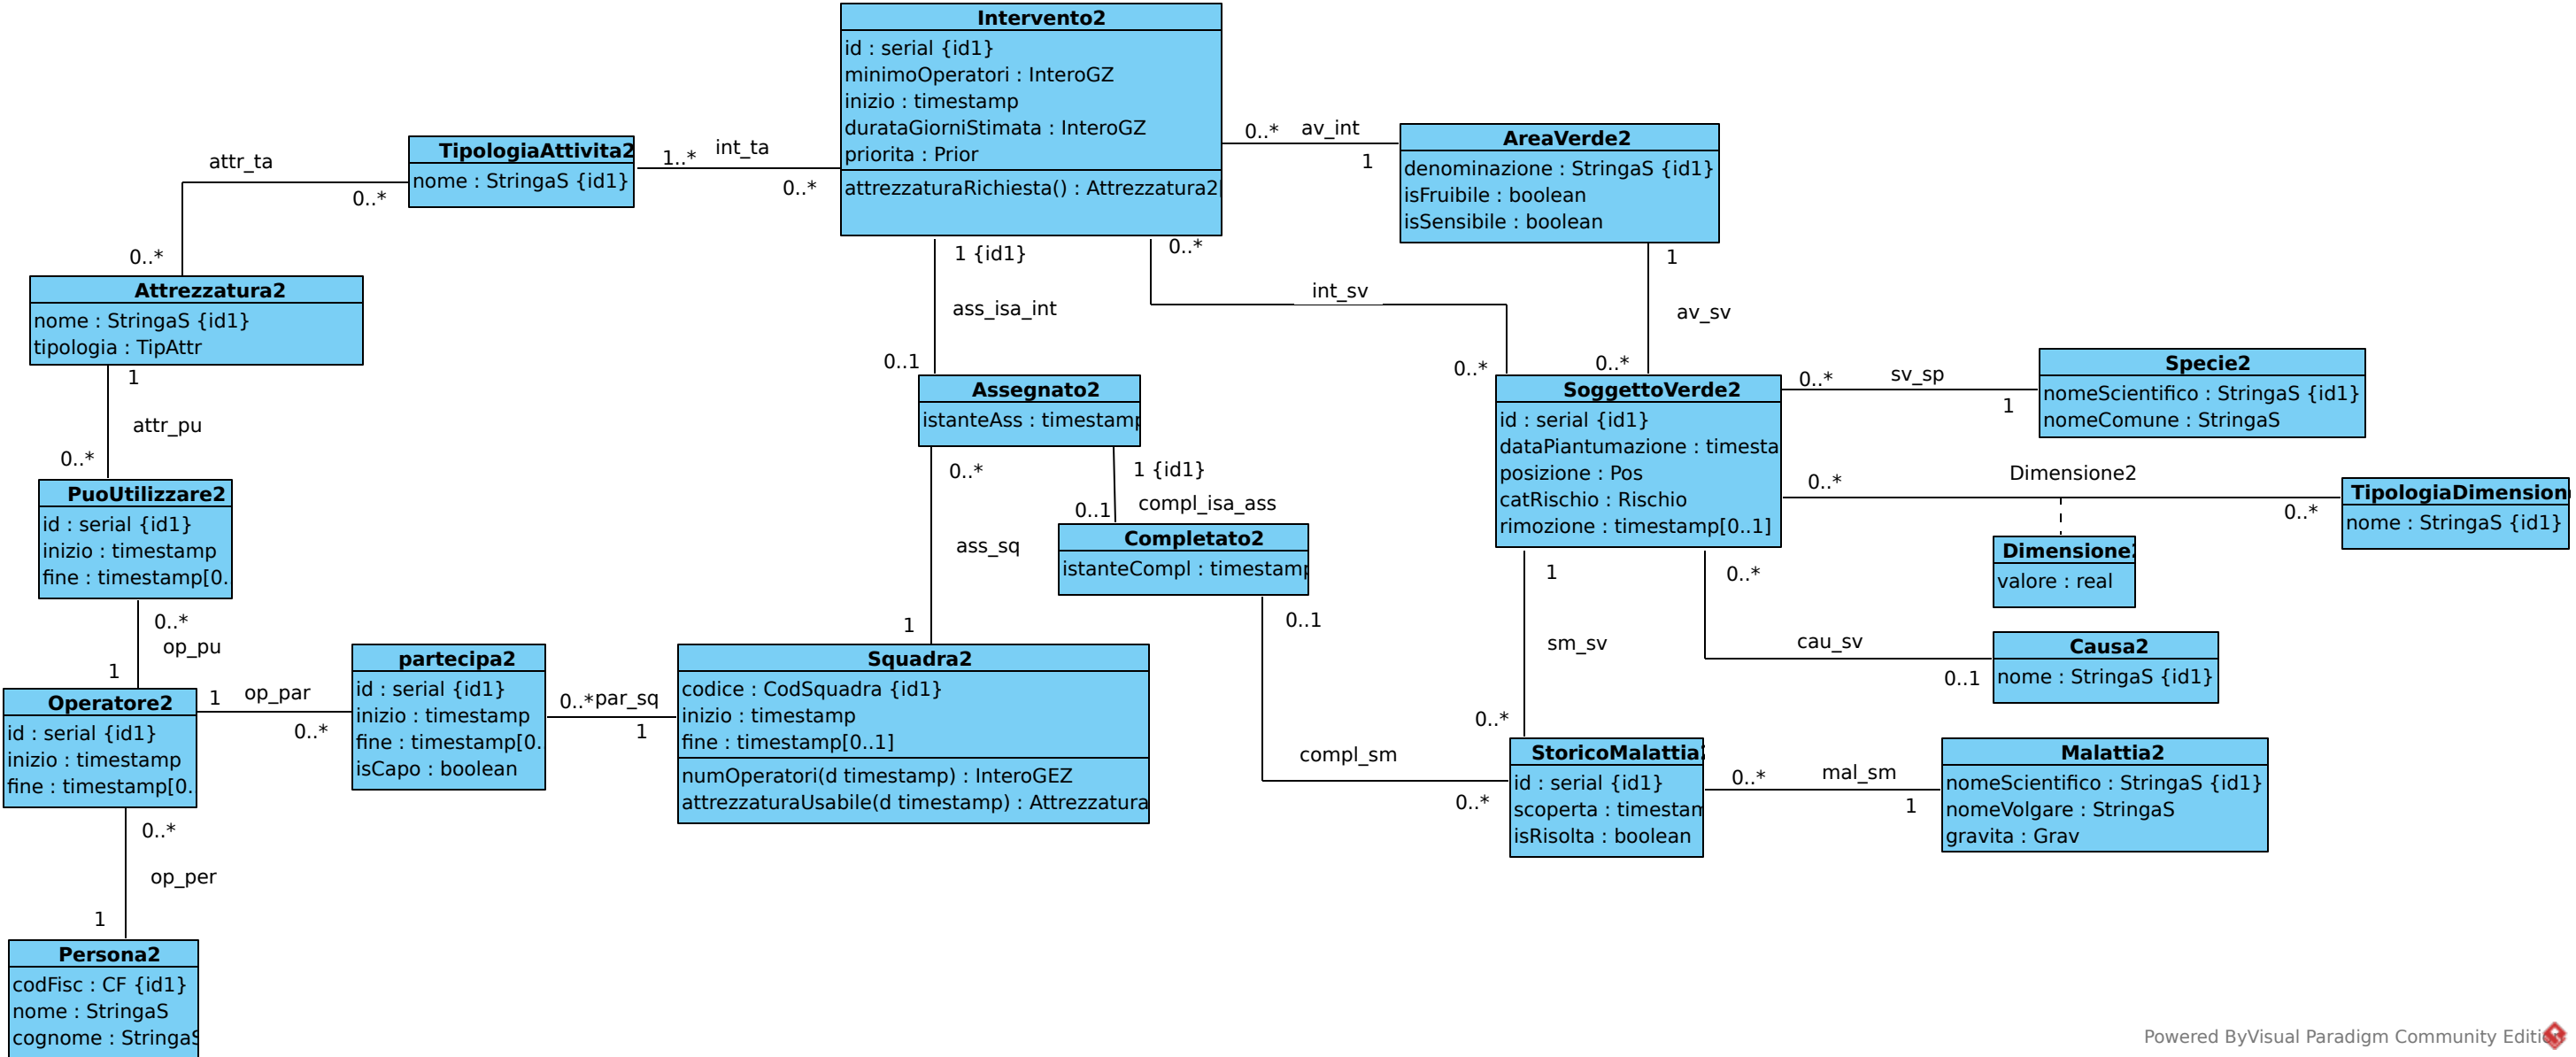 Intervento2
id : serial {id1}
minimoOperatori : InteroGZ
inizio : timestamp
durataGiorniStimata : InteroGZ
priorita : Prior
attrezzaturaRichiesta() : Attrezzatura2
int_ta
1..*
0..*
TipologiaAttivita2
nome : StringaS {id1}
attr_ta
0..*
0..*
0..* av_int
1
AreaVerde2
denominazione : StringaS {id1}
isFruibile : boolean
isSensibile : boolean
Attrezzatura2
nome : StringaS {id1}
tipologia : TipAttr
1 {id1}
ass_isa_int
0..1
0..*
int_sv
0..*
1
av_sv
0..*
Assegnato2
istanteAss : timestamp
SoggettoVerde2
id : serial {id1}
dataPiantumazione : timesta
posizione : Pos
catRischio : Rischio
rimozione : timestamp[0..1]
0..* sv_sp
1
Specie2
nomeScientifico : StringaS {id1}
nomeComune : StringaS
1
attr_pu
0..*
PuoUtilizzare2
id : serial {id1}
inizio : timestamp
fine : timestamp[0.
0..*
ass_sq
1
1 {id1}
compl_isa_ass
0..1
Completato2
istanteCompl : timestamp
Dimensione2
0..*
0..*
TipologiaDimension
nome : StringaS {id1}
Dimensione2
valore : real
0..*
op_pu
1
Operatore2
id : serial {id1}
inizio : timestamp
fine : timestamp[0.
1 op_par
0..*
partecipa2
id : serial {id1}
inizio : timestamp
fine : timestamp[0.
isCapo : boolean
0..* par_sq
1
Squadra2
codice : CodSquadra {id1}
inizio : timestamp
fine : timestamp[0..1]
numOperatori(d timestamp) : InteroGEZ
attrezzaturaUsabile(d timestamp) : Attrezzatura
0..1
compl_sm
0..*
1
sm_sv
0..*
0..*
cau_sv
0..1
Causa2
nome : StringaS {id1}
StoricoMalattia2
id : serial {id1}
scoperta : timestam
isRisolta : boolean
0..* mal_sm
1
Malattia2
nomeScientifico : StringaS {id1}
nomeVolgare : StringaS
gravita : Grav
0..*
op_per
1
Persona2
codFisc : CF {id1}
nome : StringaS
cognome : StringaS
Powered ByVisual Paradigm Community Editio